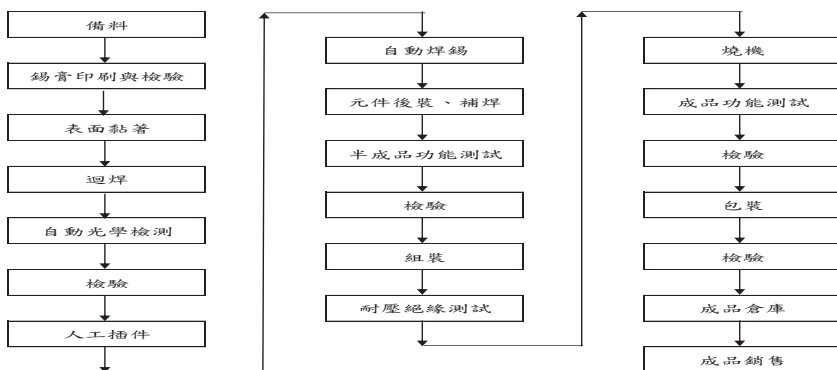 備料
錫膏印刷與檢驗
表面黏著
迴焊
自動光學檢測
檢驗
人工插件
自動焊錫
元件後裝、補焊
半成品功能測試
檢驗
組裝
耐壓絕緣測試
燒機
成品功能測試
檢驗
包裝
檢驗
成品倉庫
成品銷售